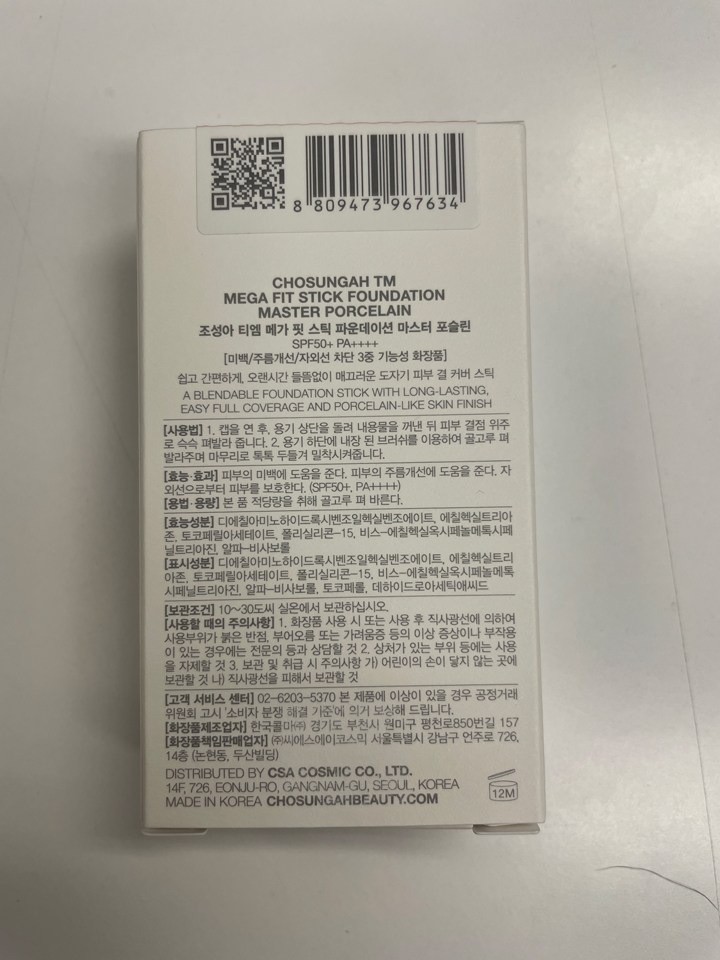 8 809473 967634
CHOSUNGAH TM
MEGA FIT STICK FOUNDATION
MASTER PORCELAIN
조성아 티엠 메가 핏 스틱 파운데이션 마스터 포슬린
SPF50+ PA++++
[미백/주름개선/자외선 차단 3중 기능성 화장품]
쉽고 간편하게, 오랜시간 들뜸없이 매끄러운 도자기 피부 결 커버 스틱
A BLENDABLE FOUNDATION STICK WITH LONG-LASTING,
EASY FULL COVERAGE AND PORCELAIN-LIKE SKIN FINISH
[사용법] 1. 캡을 연 후, 용기 상단을 돌려 내용물을 꺼낸 뒤 피부 결점 위주
로 슥슥 펴발라 줍니다. 2. 용기 하단에 내장 된 브러쉬를 이용하여 골고루 펴
발라주며 마무리로 톡톡 두들겨 밀착시켜줍니다.
[효능·효과] 피부의 미백에 도움을 준다. 피부의 주름개선에 도움을 준다. 자
외선으로부터 피부를 보호한다. (SPF50+, PA++++)
[용법·용량] 본 품 적당량을 취해 골고루 펴 바른다.
[효능성분] 디에칠아미노하이드록시벤조일헥실벤조에이트, 에칠헥실트리아
존, 토코페릴아세테이트, 폴리실리콘-15, 비스-에칠헥실옥시페놀메톡시페
닐트리아진, 알파-비사보롤
[표시성분] 디에칠아미노하이드록시벤조일헥실벤조에이트, 에칠헥실트리
아존, 토코페릴아세테이트, 폴리실리콘-15, 비스-에칠헥실옥시페놀메톡
시페닐트리아진, 알파-비사보롤, 토코페롤, 데하이드로아세틱애씨드
[보관조건] 10~30도씨 실온에서 보관하십시오.
[사용할 때의 주의사항] 1. 화장품 사용 시 또는 사용 후 직사광선에 의하여
사용부위가 붉은 반점, 부어오름 또는 가려움증 등의 이상 증상이나 부작용
이 있는 경우에는 전문의 등과 상담할 것 2. 상처가 있는 부위 등에는 사용
을 자제할 것 3. 보관 및 취급 시 주의사항 가) 어린이의 손이 닿지 않는 곳에
보관할 것 나) 직사광선을 피해서 보관할 것
[고객 서비스 센터] 02-6203-5370 본 제품에 이상이 있을 경우 공정거래
위원회 고시 '소비자 분쟁 해결 기준'에 의거 보상해 드립니다.
[화장품제조업자] 한국콜마㈜ 경기도 부천시 원미구 평천로850번길 157
[화장품책임판매업자] ㈜씨에스에이코스믹 서울특별시 강남구 언주로 726,
14층 (논현동, 두산빌딩)
DISTRIBUTED BY CSA COSMIC CO., LTD.
14F, 726, EONJU-RO, GANGNAM-GU, SEOUL, KOREA
MADE IN KOREA CHOSUNGAHBEAUTY.COM
12M